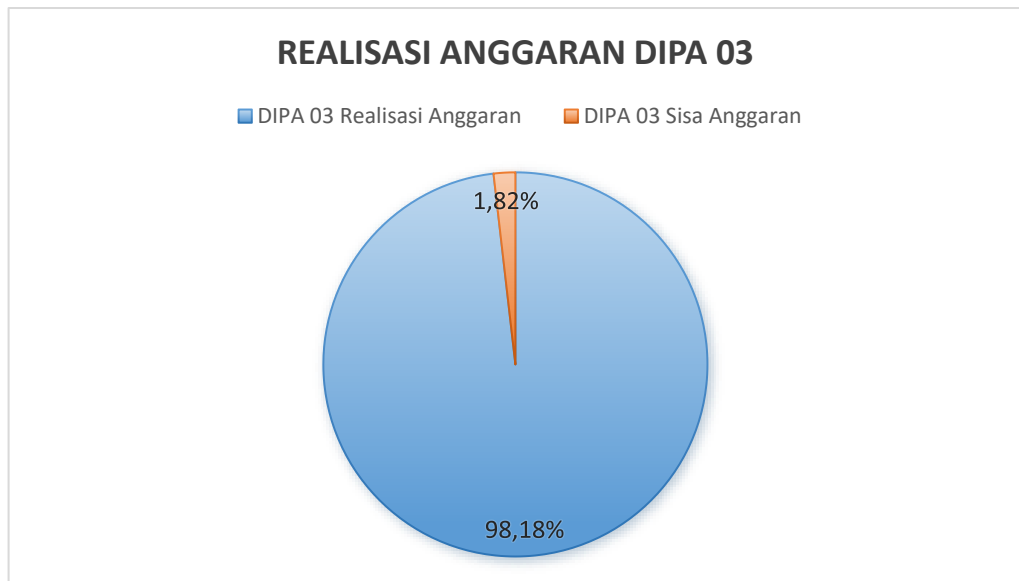 REALISASI ANGGARAN DIPA 03
DIPA 03 Realisasi Anggaran DIPA 03 Sisa Anggaran
1,82%
98,18%